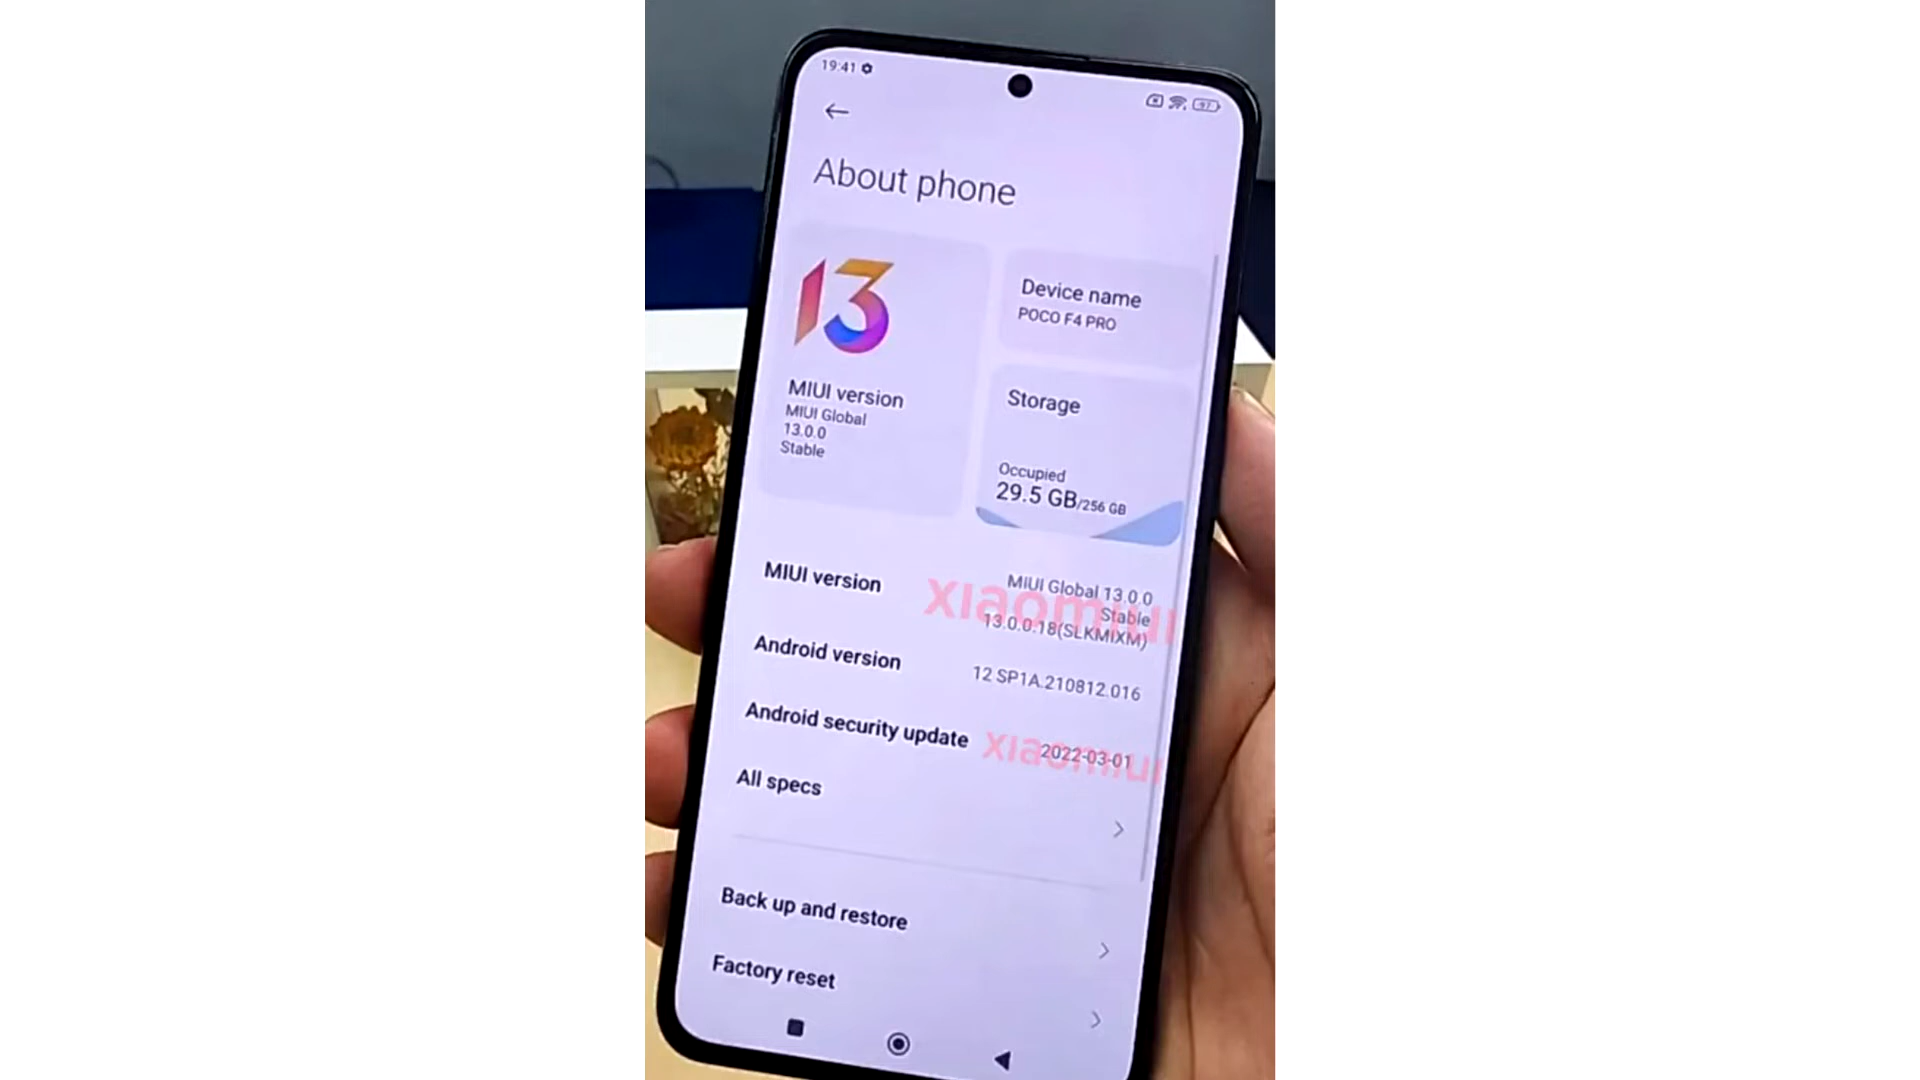 19:41
97
About phone
13
Device name
POCO F4 PRO
MIUI version
MIUI Global
13.0.0
Stable
Storage
Occupied
29.5 GB/256 GB
MIUI version
MIUI Global 13.0.0
Stable
13.0.0.18(SLKMIXM)
xiaomiui
Android version
12 SP1A.210812.016
Android security update
2022-03-01
xiaomiui
All specs
Back up and restore
Factory reset